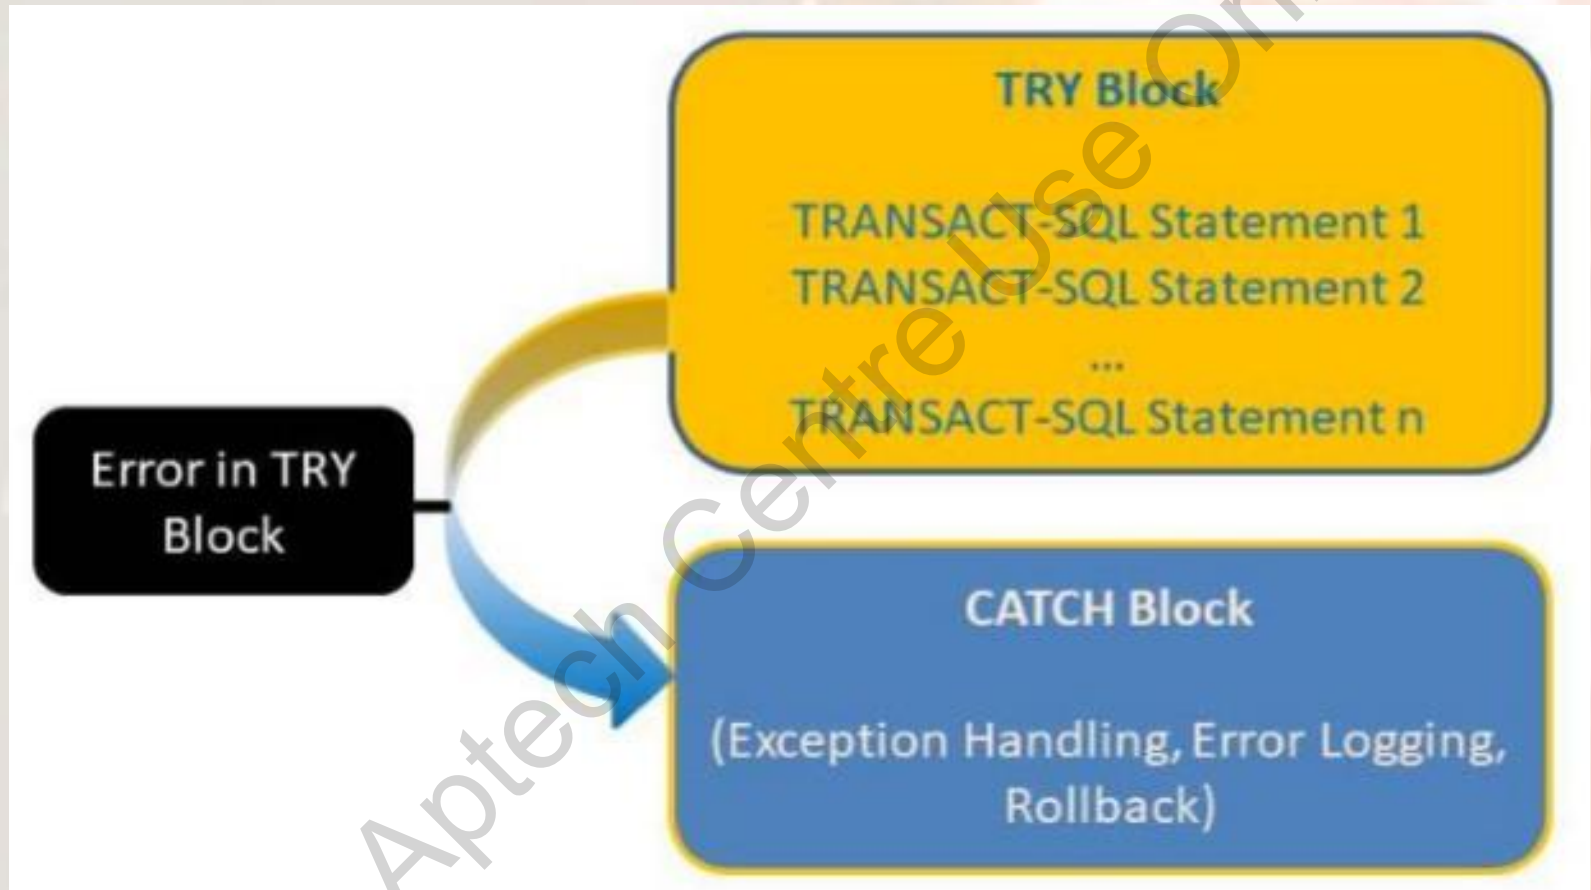 TRY Block
TRANSACT-SQL Statement 1
TRANSACT-SQL Statement 2
...
TRANSACT-SQL Statement n
Error in TRY
Block
CATCH Block
(Exception Handling, Error Logging,
Rollback)
Aptech Centre Use